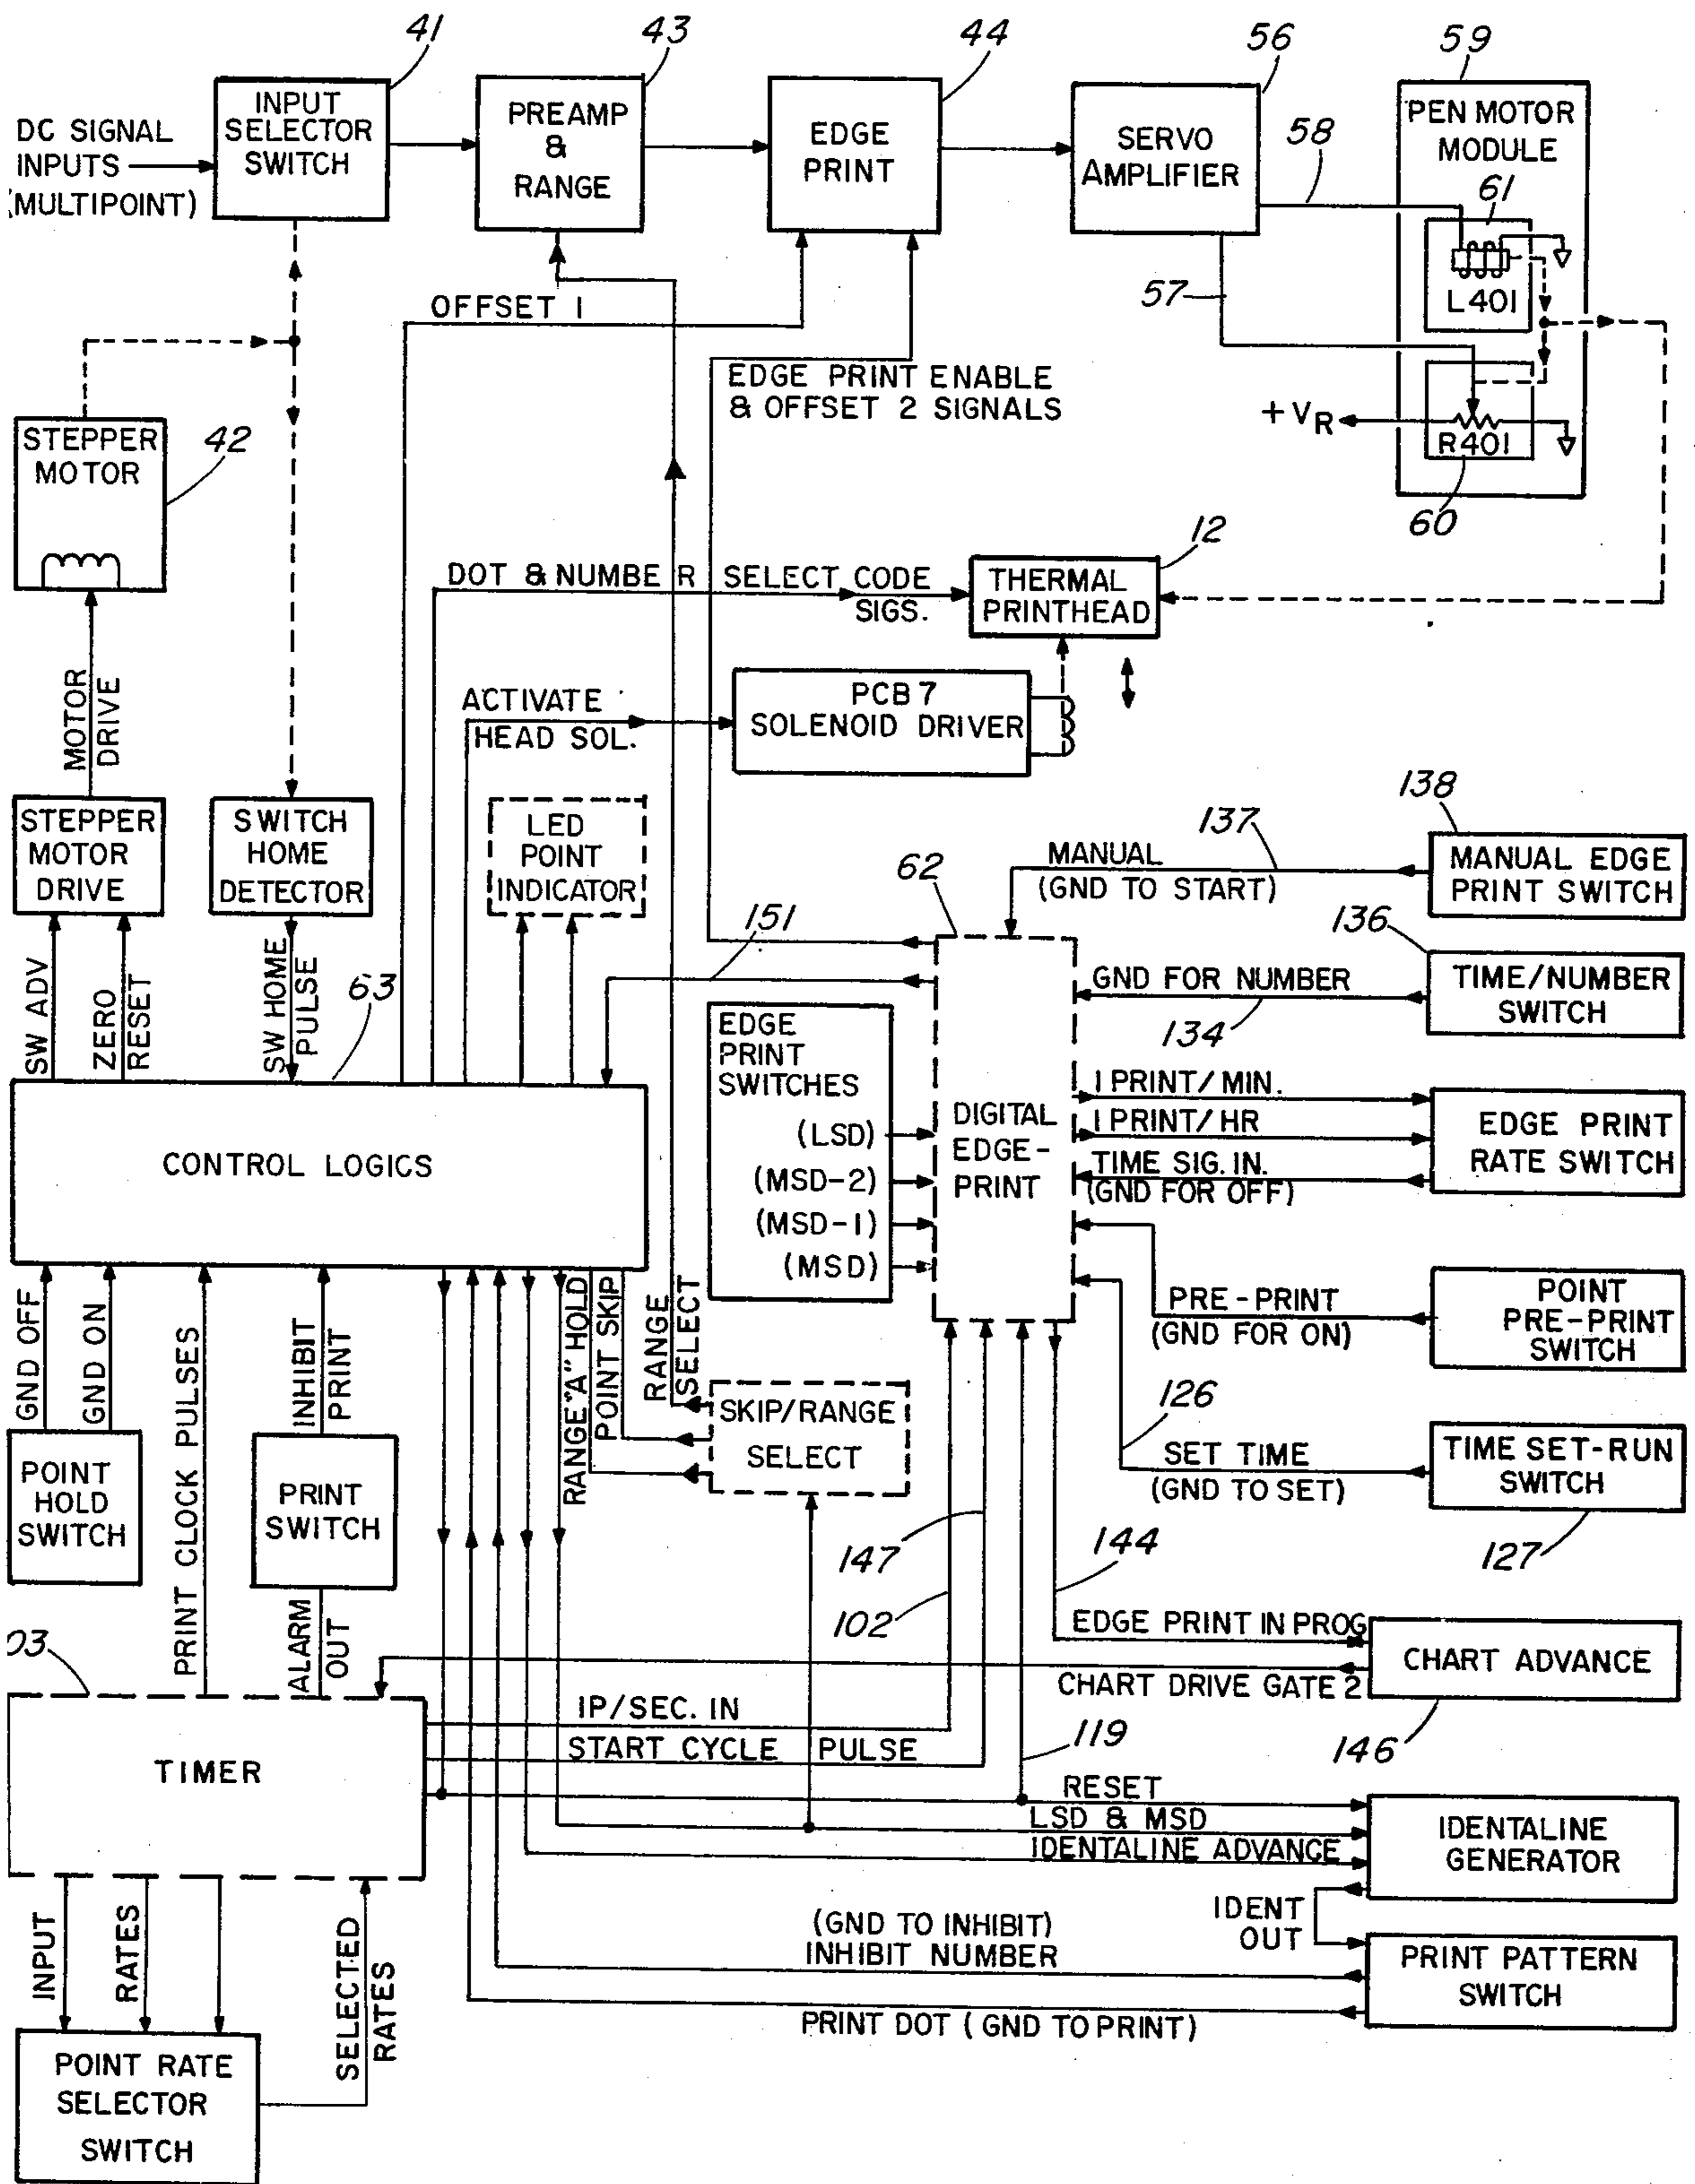 41
43
44
56
59
DC SIGNAL
INPUTS
(MULTIPOINT)
INPUT
SELECTOR
SWITCH
PREAMP
&
RANGE
EDGE
PRINT
SERVO
AMPLIFIER
58
57
PEN MOTOR
MODULE
61
L401
+VR
R401
60
OFFSET 1
EDGE PRINT ENABLE
& OFFSET 2 SIGNALS
STEPPER
MOTOR
42
12
DOT & NUMBER SELECT CODE
SIGS.
THERMAL
PRINTHEAD
MOTOR
DRIVE
ACTIVATE
HEAD SOL.
PCB 7
SOLENOID DRIVER
STEPPER
MOTOR
DRIVE
SWITCH
HOME
DETECTOR
LED
POINT
INDICATOR
62
137
138
MANUAL
(GND TO START)
MANUAL EDGE
PRINT SWITCH
151
136
SW ADV
ZERO
RESET
SW HOME
PULSE
63
GND FOR NUMBER
134
TIME/NUMBER
SWITCH
EDGE
PRINT
SWITCHES
(LSD)
(MSD-2)
(MSD-1)
(MSD)
DIGITAL
EDGE-
PRINT
1 PRINT/MIN.
1 PRINT/HR
TIME SIG. IN.
(GND FOR OFF)
EDGE PRINT
RATE SWITCH
CONTROL LOGICS
PRE-PRINT
(GND FOR ON)
POINT
PRE-PRINT
SWITCH
GND OFF
GND ON
PRINT CLOCK PULSES
INHIBIT
PRINT
RANGE "A" HOLD
POINT SKIP
RANGE
SELECT
SKIP/RANGE
SELECT
126
SET TIME
(GND TO SET)
TIME SET-RUN
SWITCH
127
POINT
HOLD
SWITCH
PRINT
SWITCH
147
144
102
ALARM
OUT
03
EDGE PRINT IN PROG
CHART DRIVE GATE 2
CHART ADVANCE
146
TIMER
1P/SEC. IN
START CYCLE PULSE
119
RESET
LSD & MSD
IDENTALINE ADVANCE
IDENTALINE
GENERATOR
IDENT
OUT
INPUT
RATES
SELECTED
RATES
(GND TO INHIBIT)
INHIBIT NUMBER
PRINT DOT (GND TO PRINT)
PRINT PATTERN
SWITCH
POINT RATE
SELECTOR
SWITCH